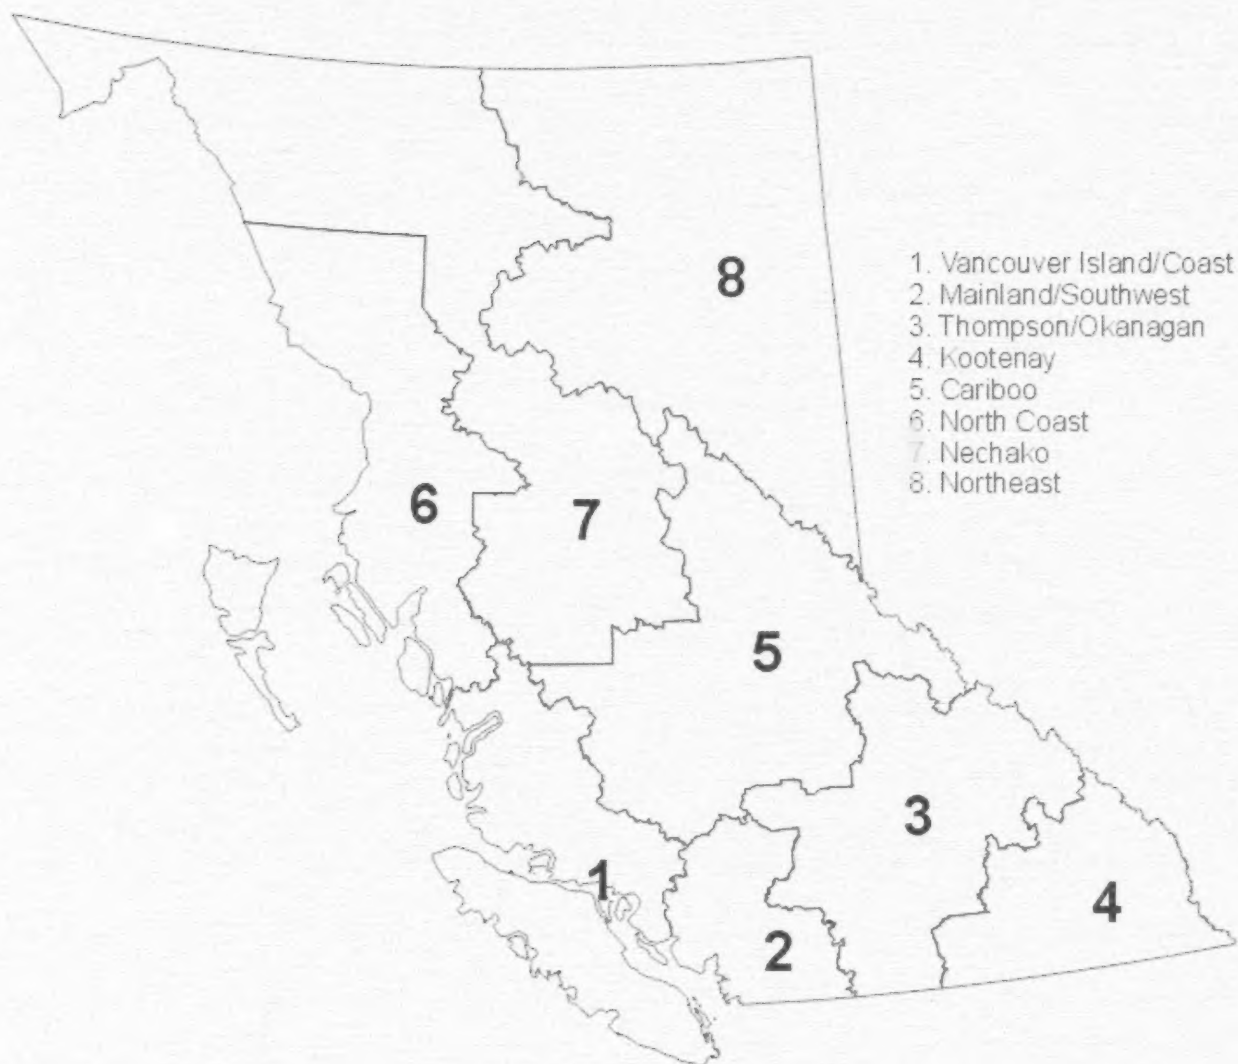 8
1. Vancouver Island/Coast
2. Mainland/Southwest
3. Thompson/Okanagan
4. Kootenay
5. Cariboo
6. North Coast
7. Nechako
8. Northeast
6
7
5
3
1
4
2